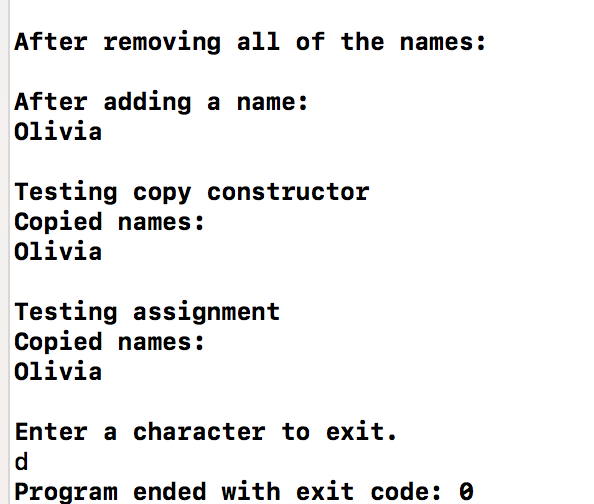 After removing all of the names:
After adding a name:
Olivia
Testing copy constructor
Copied names:
Olivia
Testing assignment
Copied names:
Olivia
Enter a character to exit.
d
Program ended with exit code: 0